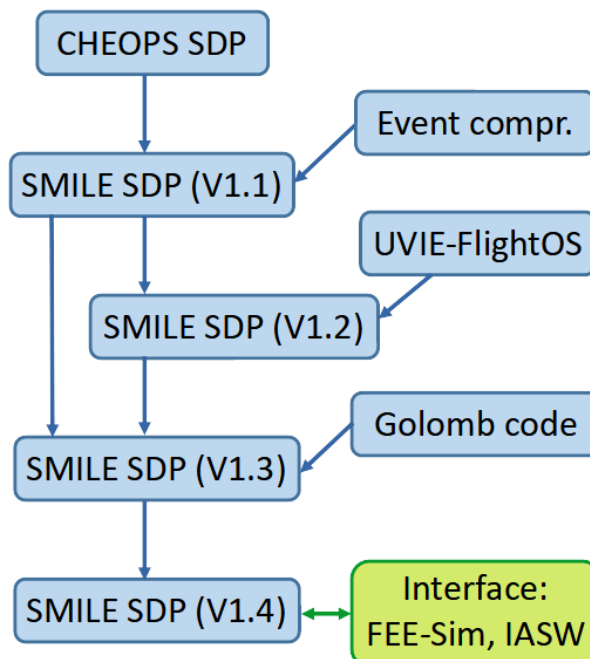 CHEOPS SDP
Event compr.
SMILE SDP (V1.1)
UVIE-FlightOS
SMILE SDP (V1.2)
Golomb code
SMILE SDP (V1.3)
Interface:
SMILE SDP (V1.4)
FEE-Sim, IASW